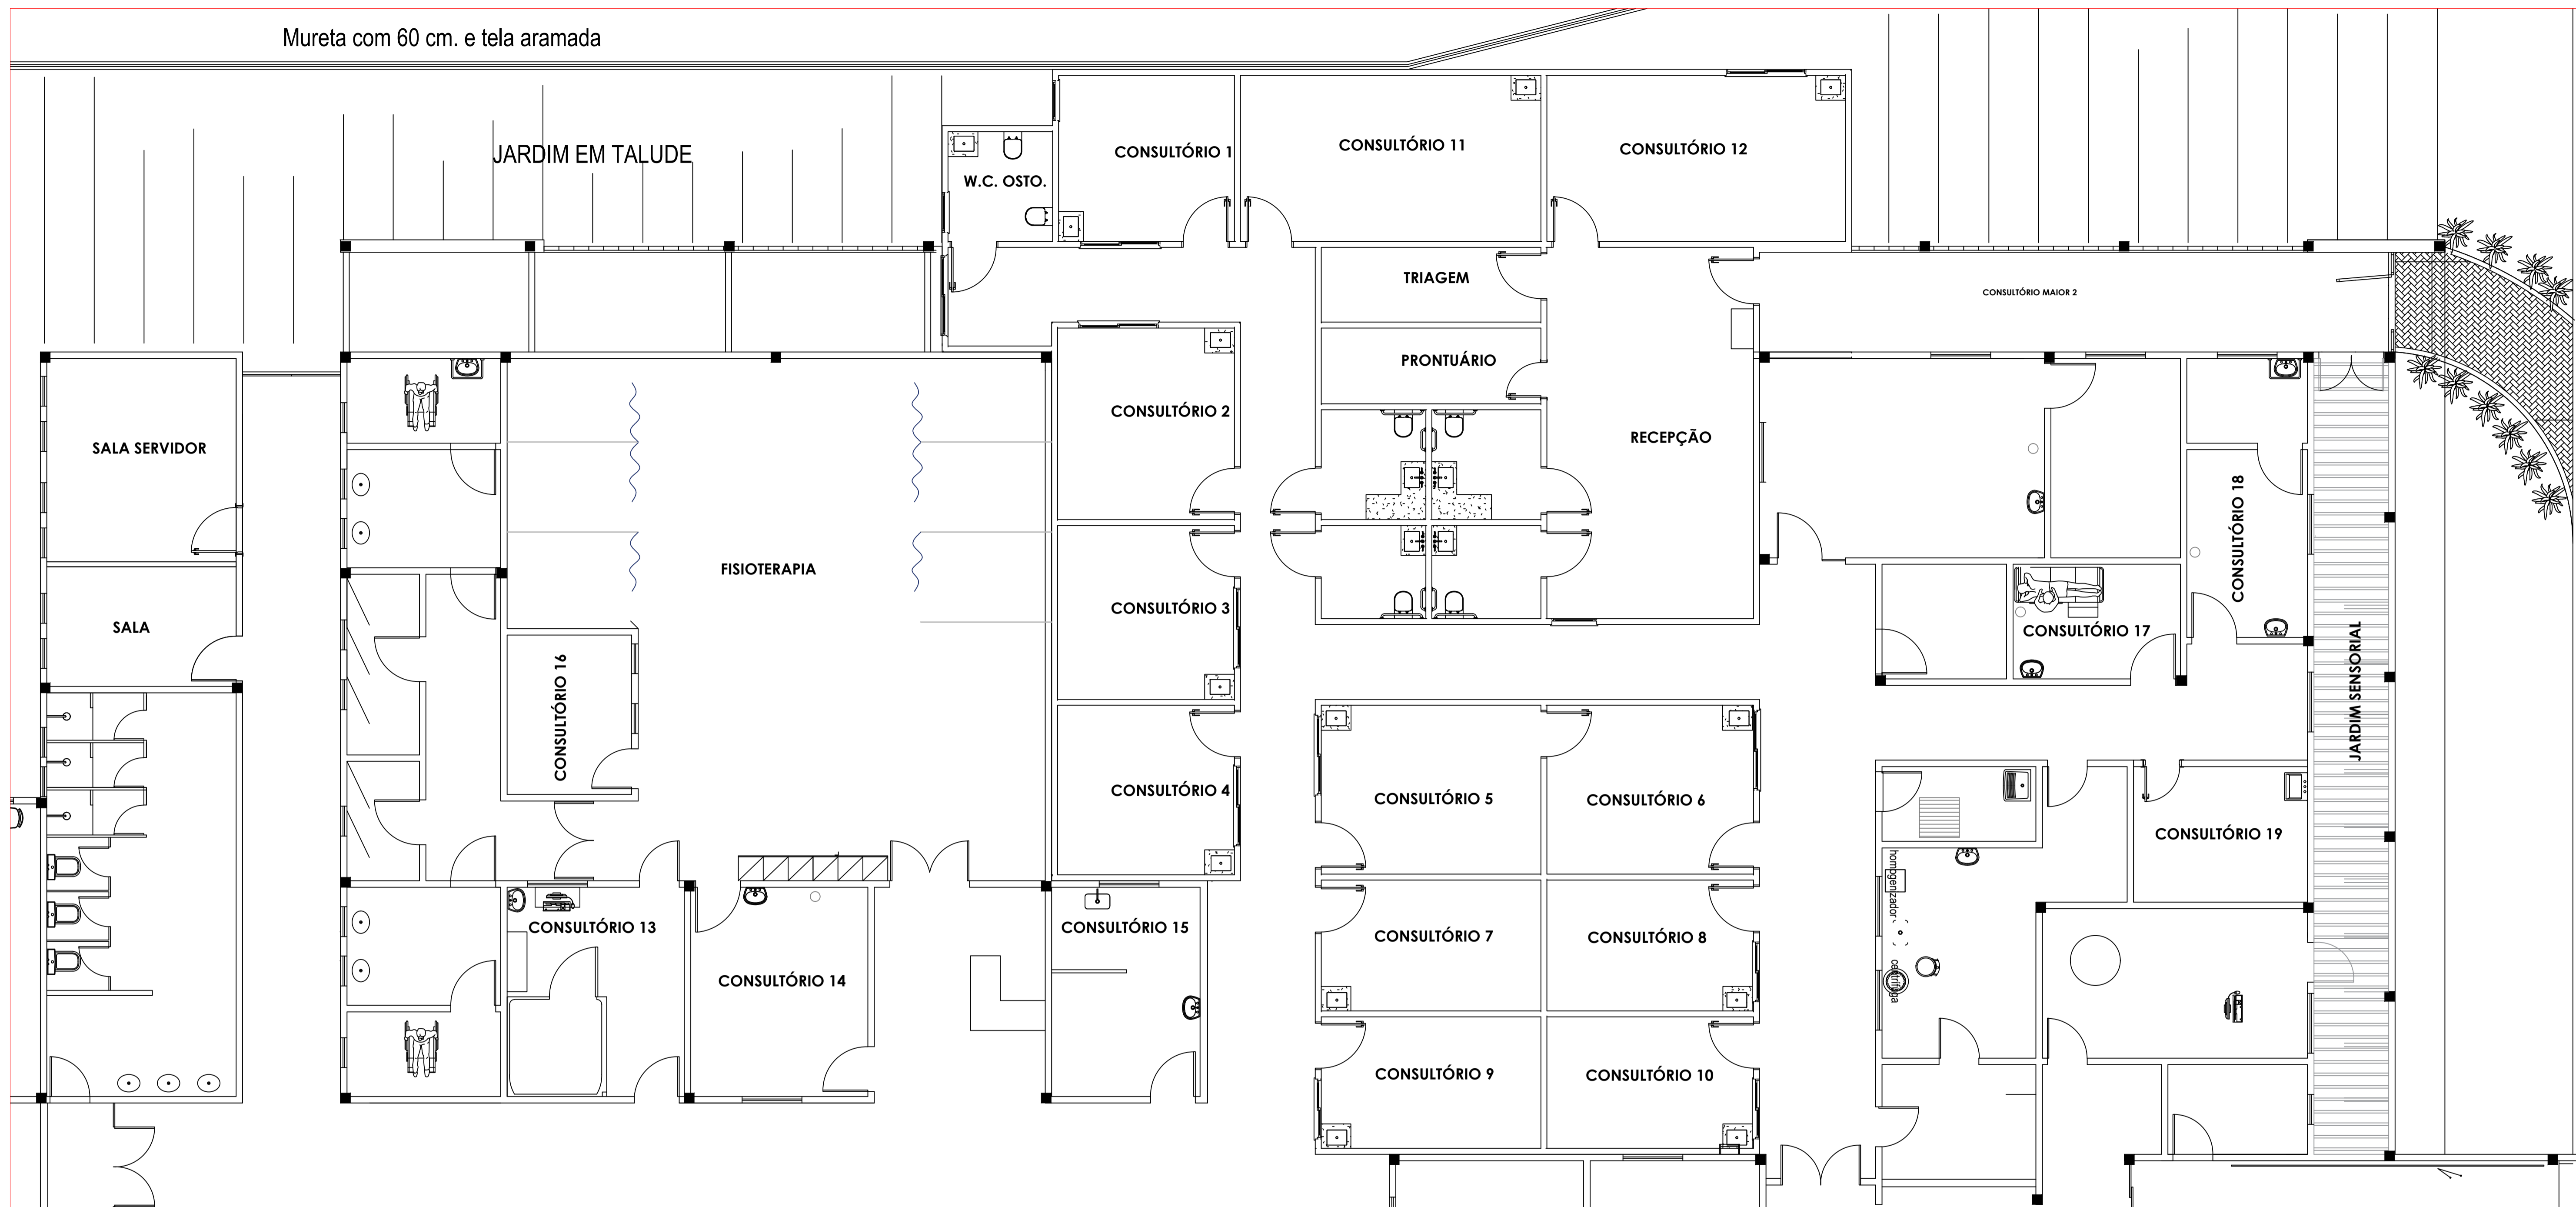 Mureta com 60 cm. e tela aramada
JARDIM EM TALUDE
W.C. OSTO.
CONSULTÓRIO 1
CONSULTÓRIO 11
CONSULTÓRIO 12
TRIAGEM
CONSULTÓRIO MAIOR 2
PRONTUÁRIO
CONSULTÓRIO 2
RECEPÇÃO
SALA SERVIDOR
CONSULTÓRIO 18
FISIOTERAPIA
CONSULTÓRIO 3
SALA
CONSULTÓRIO 17
JARDIM SENSORIAL
CONSULTÓRIO 16
CONSULTÓRIO 4
CONSULTÓRIO 5
CONSULTÓRIO 6
CONSULTÓRIO 19
homogenizador
CONSULTÓRIO 13
CONSULTÓRIO 15
CONSULTÓRIO 7
CONSULTÓRIO 8
CONSULTÓRIO 14
centrifuga
CONSULTÓRIO 9
CONSULTÓRIO 10